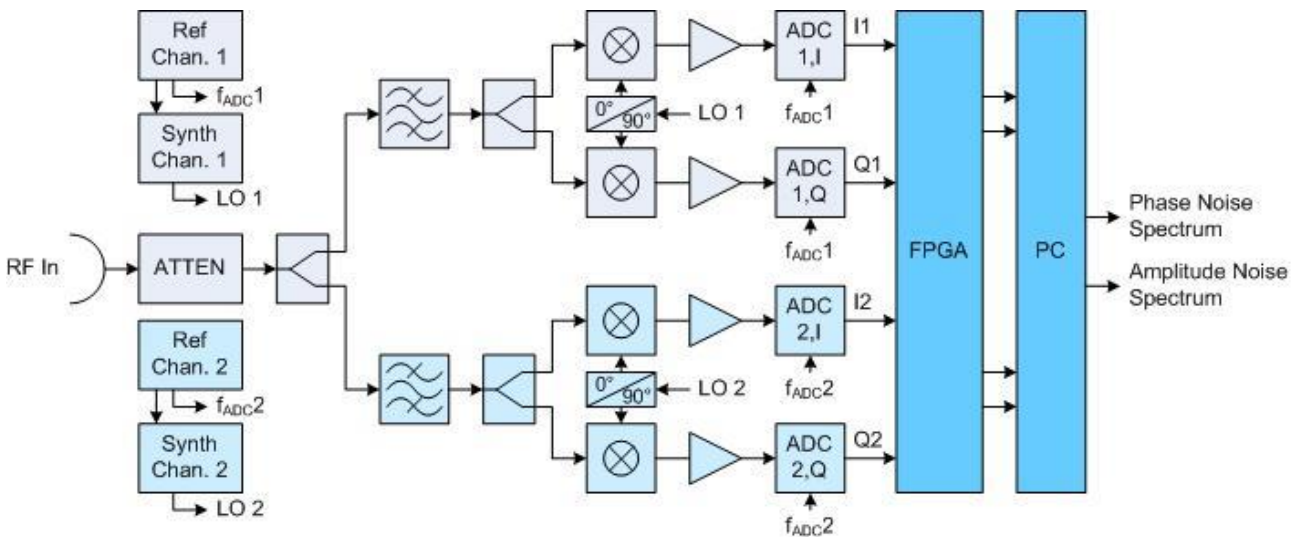 Ref
Chan. 1
fADC1
Synth
Chan. 1
LO 1
RF In
ATTEN
Ref
Chan. 2
fADC2
Synth
Chan. 2
LO 2
0°
90°
LO 1
ADC
1,I
I1
fADC1
ADC
1,Q
Q1
fADC1
0°
90°
LO 2
ADC
2,I
I2
fADC2
ADC
2,Q
Q2
fADC2
FPGA
PC
Phase Noise
Spectrum
Amplitude Noise
Spectrum